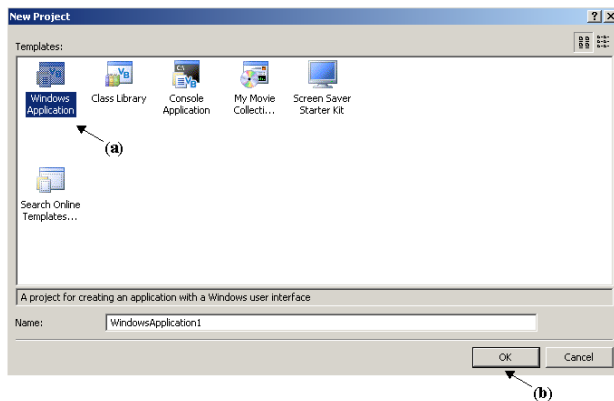 New Project
Templates:
Windows Application
Class Library
Console Application
My Movie Collecti...
Screen Saver Starter Kit
(a)
Search Online Templates...
A project for creating an application with a Windows user interface
Name:
WindowsApplication1
OK
Cancel
(b)